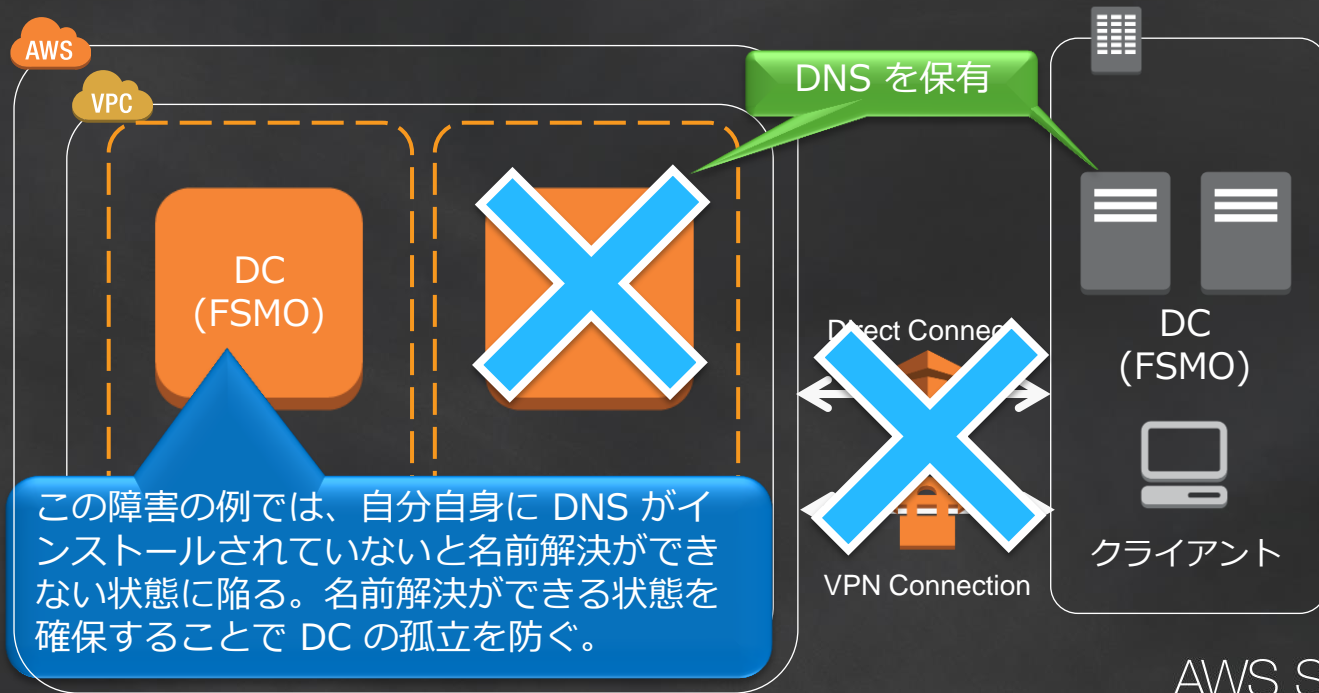 AWS
VPC
DNS を保有
DC
(FSMO)
Direct Connec
DC
(FSMO)
クライアント
VPN Connection
この障害の例では、自分自身に DNS がイ
ンストールされていないと名前解決ができ
ない状態に陥る。名前解決ができる状態を
確保することで DC の孤立を防ぐ。
AWS S